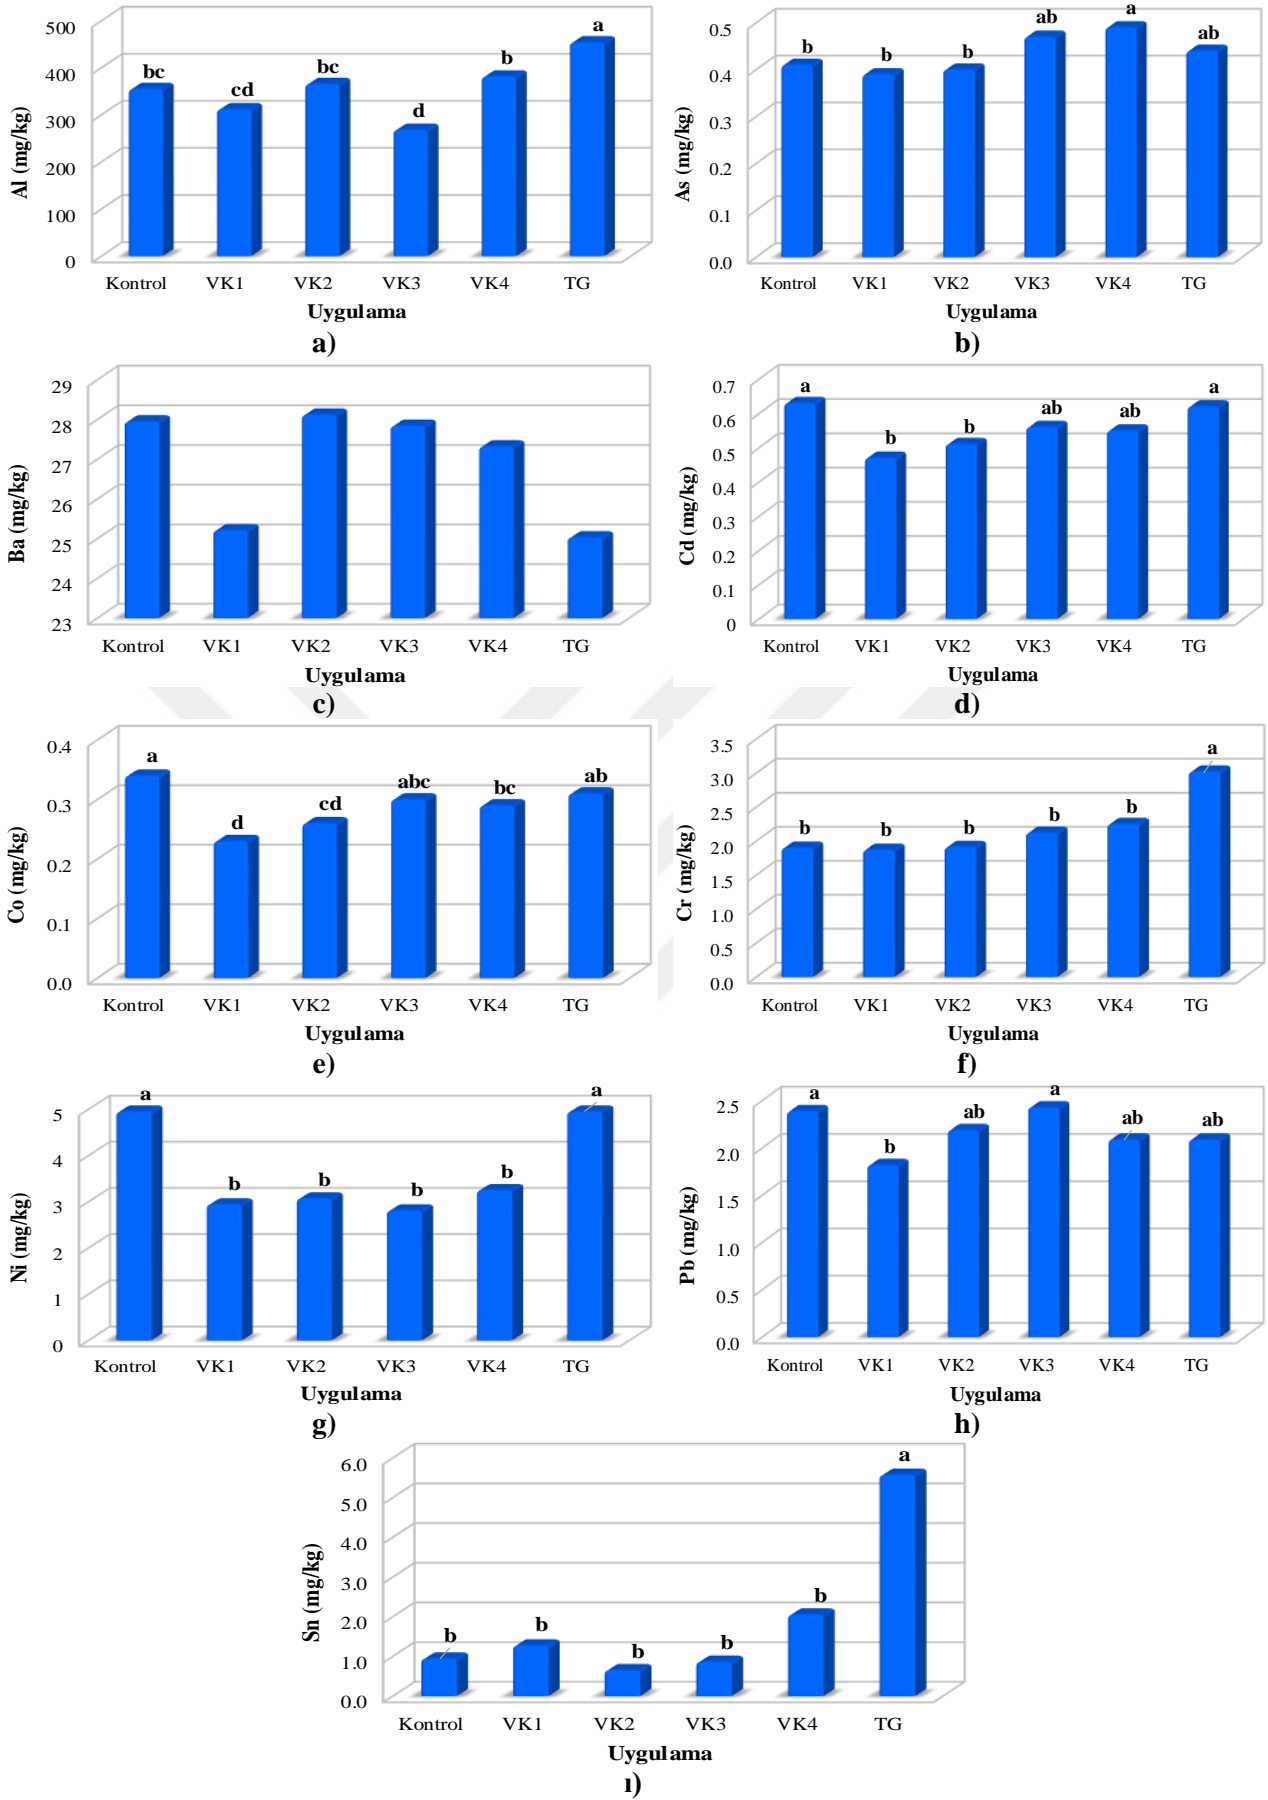 500
400
300
200
100
0
Al (mg/kg)
bc
cd
bc
d
b
a
Kontrol VK1 VK2 VK3 VK4 TG
Uygulama
a)
0.5
0.4
0.3
0.2
0.1
0.0
As (mg/kg)
b
b
b
ab
a
ab
Kontrol VK1 VK2 VK3 VK4 TG
Uygulama
b)
29
28
27
26
25
24
23
Ba (mg/kg)
Kontrol VK1 VK2 VK3 VK4 TG
Uygulama
c)
0.7
0.6
0.5
0.4
0.3
0.2
0.1
0
Cd (mg/kg)
a
b
b
ab
ab
a
Kontrol VK1 VK2 VK3 VK4 TG
Uygulama
d)
0.4
0.3
0.2
0.1
0.0
Co (mg/kg)
a
d
cd
abc
bc
ab
Kontrol VK1 VK2 VK3 VK4 TG
Uygulama
e)
3.5
3.0
2.5
2.0
1.5
1.0
0.5
0.0
Cr (mg/kg)
b
b
b
b
b
a
Kontrol VK1 VK2 VK3 VK4 TG
Uygulama
f)
5
4
3
2
1
0
Ni (mg/kg)
a
b
b
b
b
a
Kontrol VK1 VK2 VK3 VK4 TG
Uygulama
g)
2.5
2.0
1.5
1.0
0.5
0.0
Pb (mg/kg)
a
b
ab
a
ab
ab
Kontrol VK1 VK2 VK3 VK4 TG
Uygulama
h)
6.0
5.0
4.0
3.0
2.0
1.0
0.0
Sn (mg/kg)
b
b
b
b
b
a
Kontrol VK1 VK2 VK3 VK4 TG
Uygulama
ı)